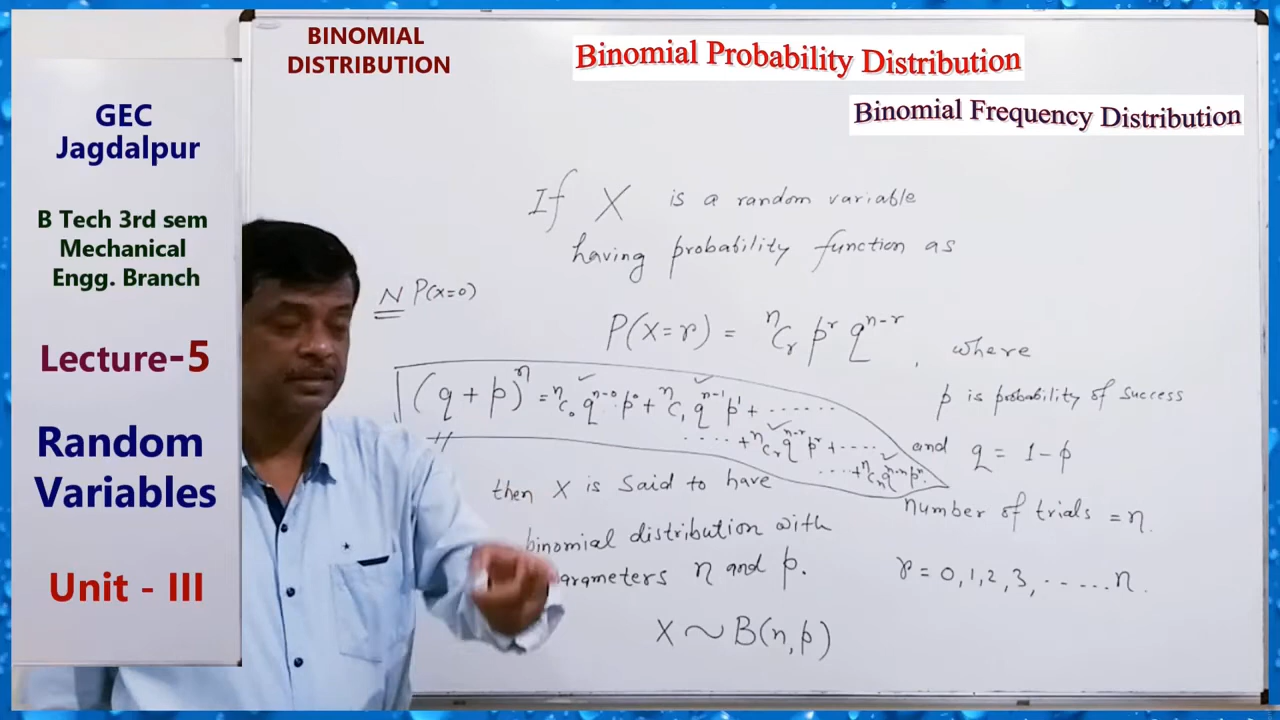 GEC
Jagdalpur
B Tech 3rd sem
Mechanical
Engg. Branch
Lecture-5
Random
Variables
Unit - III
BINOMIAL
DISTRIBUTION
Binomial Probability Distribution
Binomial Frequency Distribution
If X is a random variable
having probability function as
N P(x=0)
P(X=r) = ⁿCᵣ pʳ qⁿ⁻ʳ, where
(q+p)ⁿ = ⁿC₀ qⁿ⁻⁰ p⁰ + ⁿC₁ qⁿ⁻¹ p¹ + ......
..... + ⁿCᵣ qⁿ⁻ʳ pʳ + .....
..... + ⁿCₙ qⁿ⁻ⁿ pⁿ.
p is probability of success
and q = 1-p
then X is said to have
number of trials = n.
binomial distribution with
parameters n and p.
r = 0, 1, 2, 3, ...... n.
X ~ B(n, p)